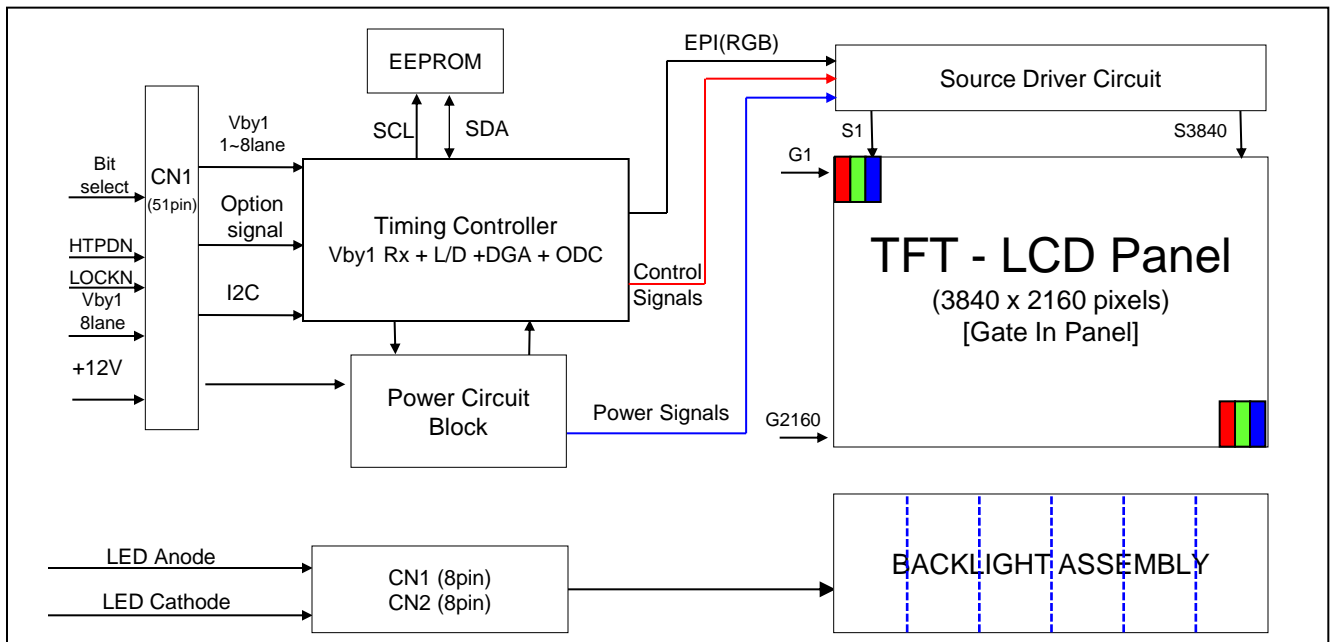 EEPROM
EPI(RGB)
Source Driver Circuit
SCL
SDA
S1
S3840
Vby1
1~8lane
CN1
(51pin)
Bit
select
Option
signal
HTPDN
LOCKN
Vby1
8lane
I2C
+12V
Timing Controller
Vby1 Rx + L/D +DGA + ODC
Control
Signals
G1
TFT - LCD Panel
(3840 x 2160 pixels)
[Gate In Panel]
G2160
Power Circuit
Block
Power Signals
LED Anode
LED Cathode
CN1 (8pin)
CN2 (8pin)
BACKLIGHT ASSEMBLY